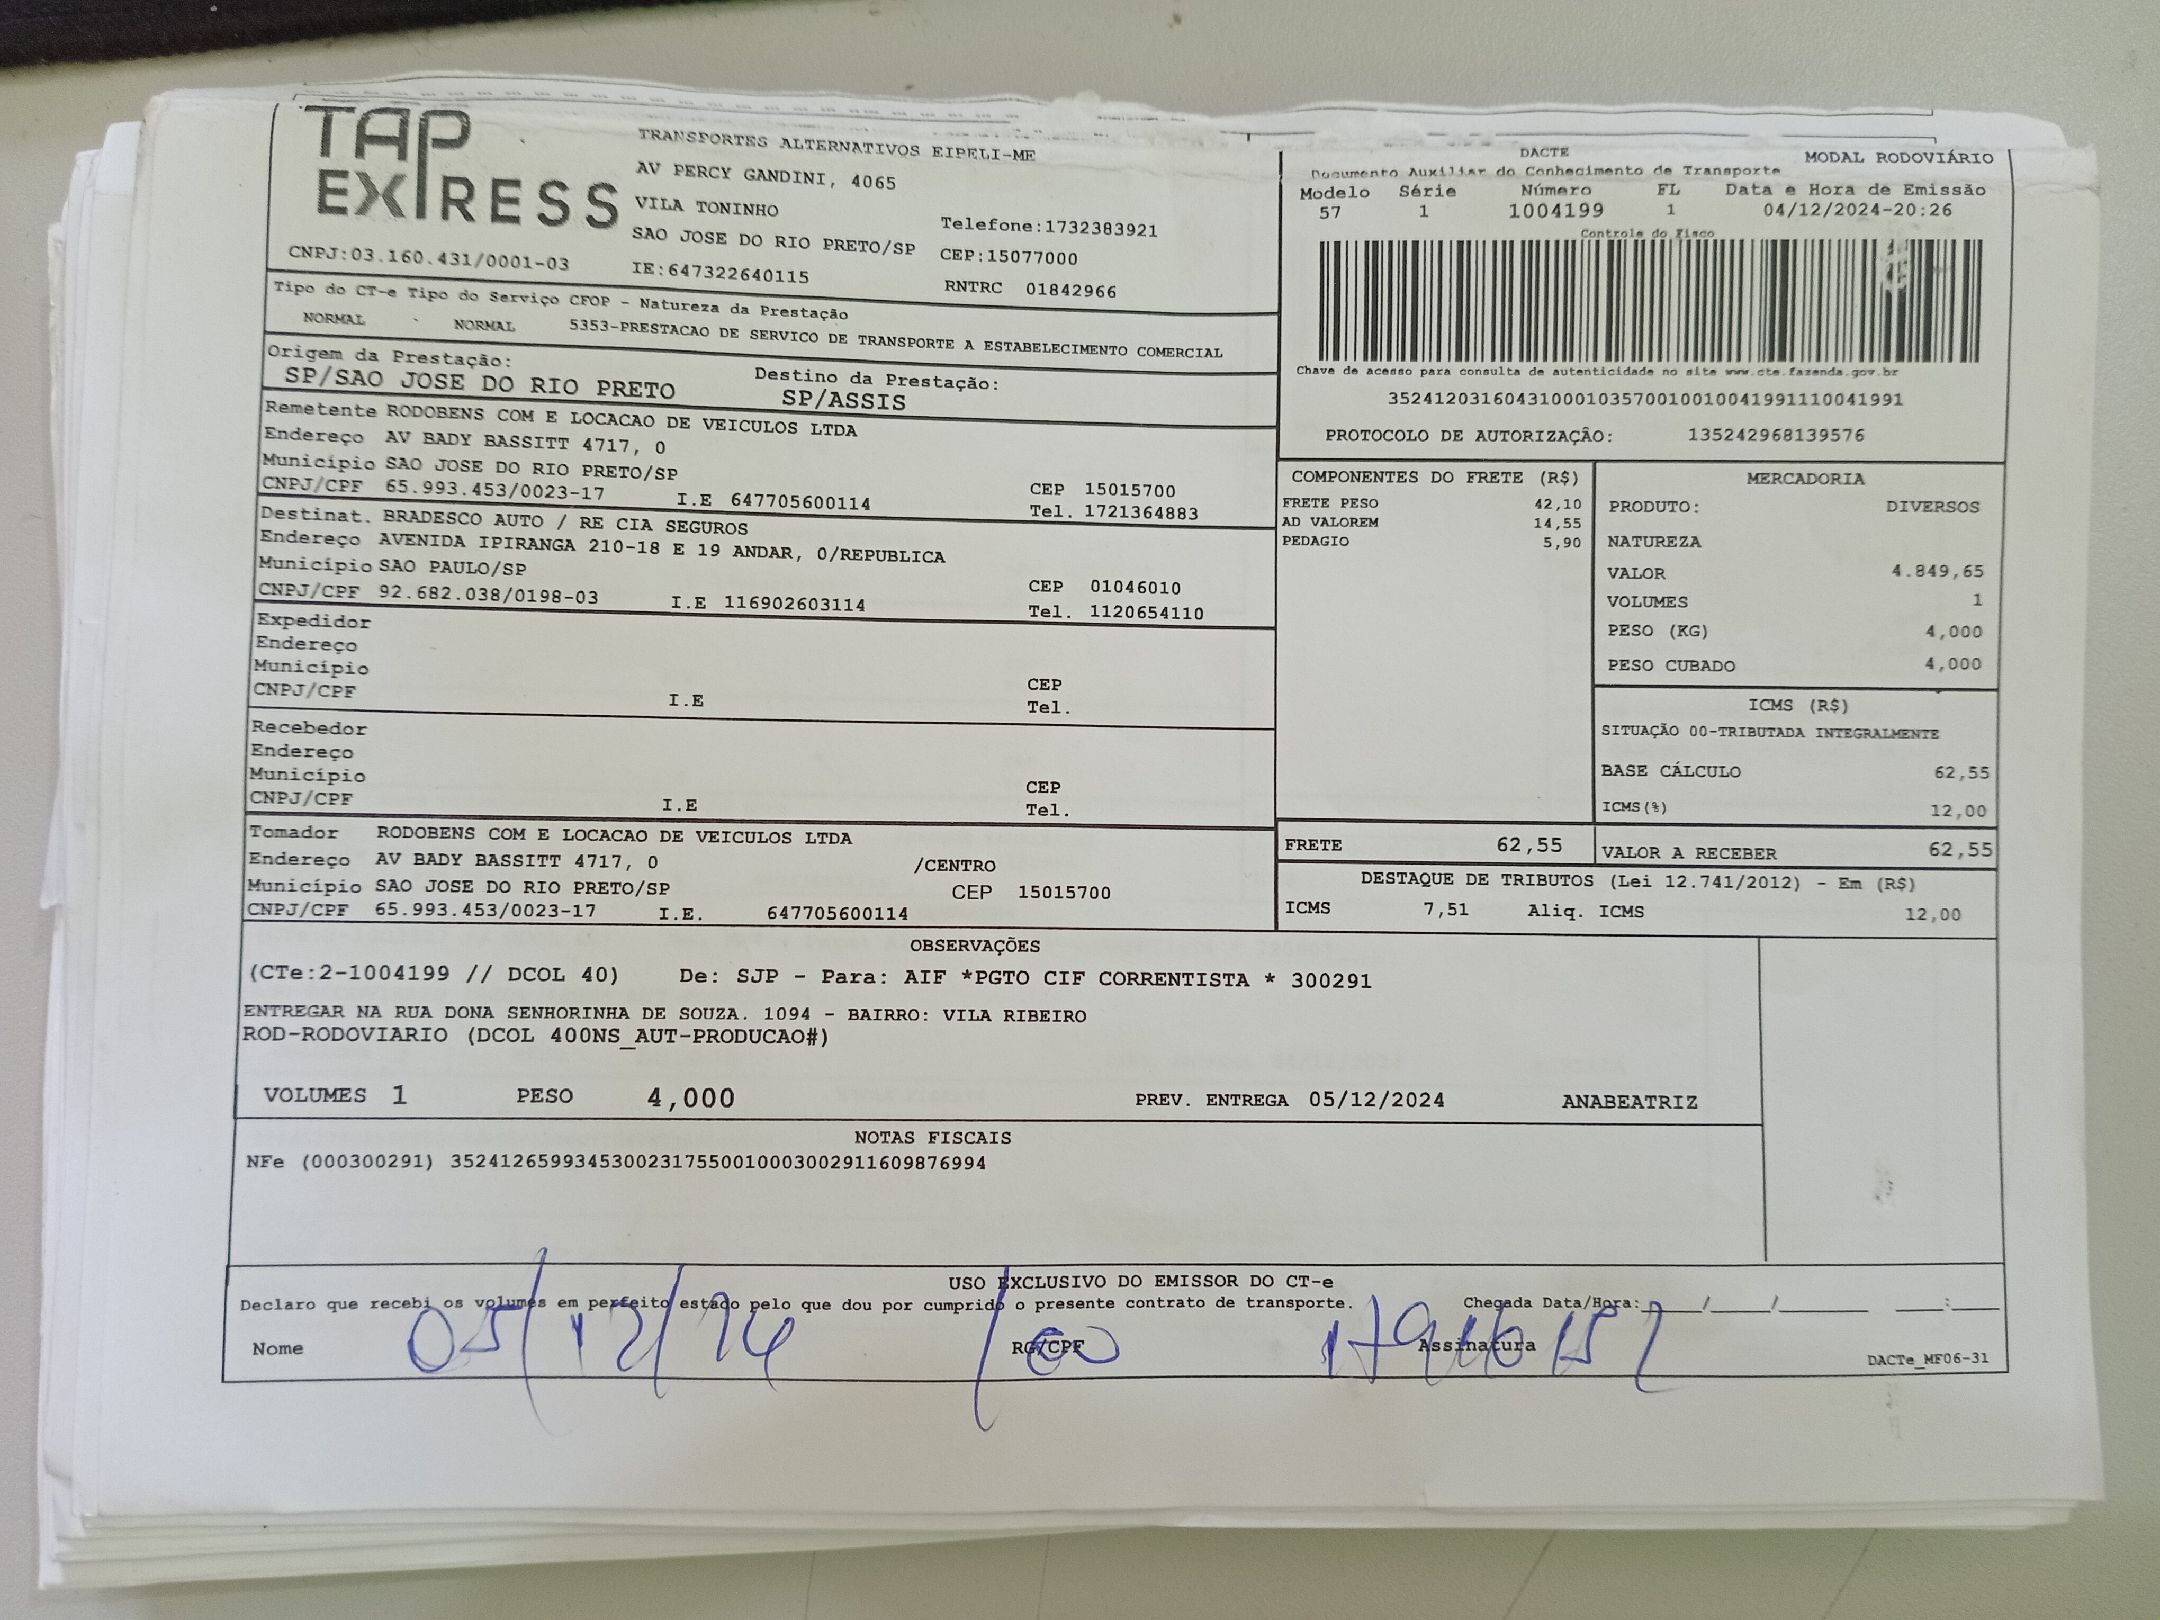 TAP EXPRESS
TRANSPORTES ALTERNATIVOS EIPELI-ME
AV PERCY GANDINI, 4065
VILA TONINHO
Telefone:1732383921
SAO JOSE DO RIO PRETO/SP CEP:15077000
CNPJ:03.160.431/0001-03 IE:647322640115 RNTRC 01842966
DACTE MODAL RODOVIÁRIO
Documento Auxiliar do Conhecimento de Transporte
Modelo Série Número FL Data e Hora de Emissão
57 1 1004199 1 04/12/2024-20:26
Controle do Fisco
Chave de acesso para consulta de autenticidade no site www.cte.fazenda.gov.br
35241203160431000103570010010041991110041991
PROTOCOLO DE AUTORIZAÇÃO: 135242968139576
Tipo do CT-e Tipo do Serviço CFOP - Natureza da Prestação
NORMAL NORMAL 5353-PRESTACAO DE SERVICO DE TRANSPORTE A ESTABELECIMENTO COMERCIAL
Origem da Prestação: Destino da Prestação:
SP/SAO JOSE DO RIO PRETO SP/ASSIS
Remetente RODOBENS COM E LOCACAO DE VEICULOS LTDA
Endereço AV BADY BASSITT 4717, 0
Município SAO JOSE DO RIO PRETO/SP CEP 15015700
CNPJ/CPF 65.993.453/0023-17 I.E 647705600114 Tel. 1721364883
Destinat. BRADESCO AUTO / RE CIA SEGUROS
Endereço AVENIDA IPIRANGA 210-18 E 19 ANDAR, 0/REPUBLICA
Município SAO PAULO/SP CEP 01046010
CNPJ/CPF 92.682.038/0198-03 I.E 116902603114 Tel. 1120654110
Expedidor
Endereço
Município CEP
CNPJ/CPF I.E Tel.
Recebedor
Endereço
Município CEP
CNPJ/CPF I.E Tel.
Tomador RODOBENS COM E LOCACAO DE VEICULOS LTDA
Endereço AV BADY BASSITT 4717, 0 /CENTRO
Município SAO JOSE DO RIO PRETO/SP CEP 15015700
CNPJ/CPF 65.993.453/0023-17 I.E. 647705600114
COMPONENTES DO FRETE (R$)
FRETE PESO 42,10
AD VALOREM 14,55
PEDAGIO 5,90
MERCADORIA
PRODUTO: DIVERSOS
NATUREZA
VALOR 4.849,65
VOLUMES 1
PESO (KG) 4,000
PESO CUBADO 4,000
ICMS (R$)
SITUAÇÃO 00-TRIBUTADA INTEGRALMENTE
BASE CÁLCULO 62,55
ICMS(%) 12,00
FRETE 62,55 VALOR A RECEBER 62,55
DESTAQUE DE TRIBUTOS (Lei 12.741/2012) - Em (R$)
ICMS 7,51 Aliq. ICMS 12,00
OBSERVAÇÕES
(CTe:2-1004199 // DCOL 40) De: SJP - Para: AIF *PGTO CIF CORRENTISTA * 300291
ENTREGAR NA RUA DONA SENHORINHA DE SOUZA. 1094 - BAIRRO: VILA RIBEIRO
ROD-RODOVIARIO (DCOL 400NS_AUT-PRODUCAO#)
VOLUMES 1 PESO 4,000 PREV. ENTREGA 05/12/2024 ANABEATRIZ
NOTAS FISCAIS
NFe (000300291) 35241265993453002317550010003002911609876994
USO EXCLUSIVO DO EMISSOR DO CT-e
Declaro que recebi os volumes em perfeito estado pelo que dou por cumprido o presente contrato de transporte. Chegada Data/Hora:____/____/______ ___:___
Nome 05/12/24 RG/CPF Assinatura
DACTe_MF06-31